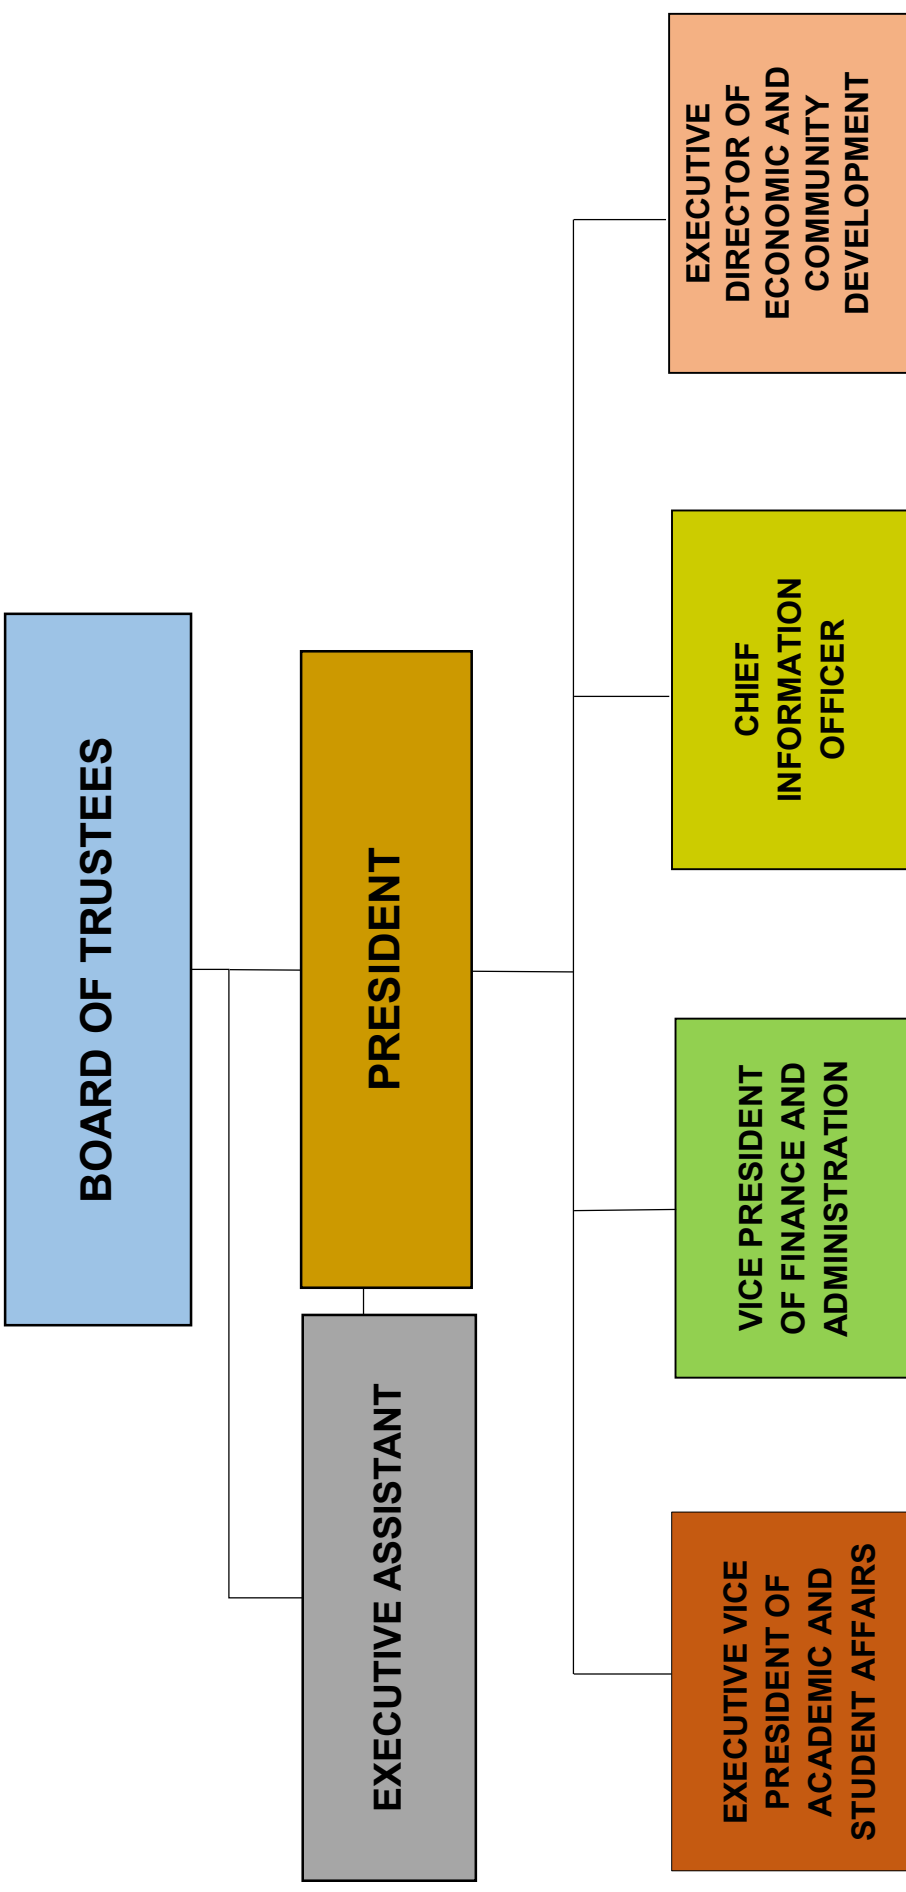 BOARD OF TRUSTEES
EXECUTIVE ASSISTANT
PRESIDENT
EXECUTIVE VICE
PRESIDENT OF
ACADEMIC AND
STUDENT AFFAIRS
VICE PRESIDENT
OF FINANCE AND
ADMINISTRATION
CHIEF
INFORMATION
OFFICER
EXECUTIVE
DIRECTOR OF
ECONOMIC AND
COMMUNITY
DEVELOPMENT